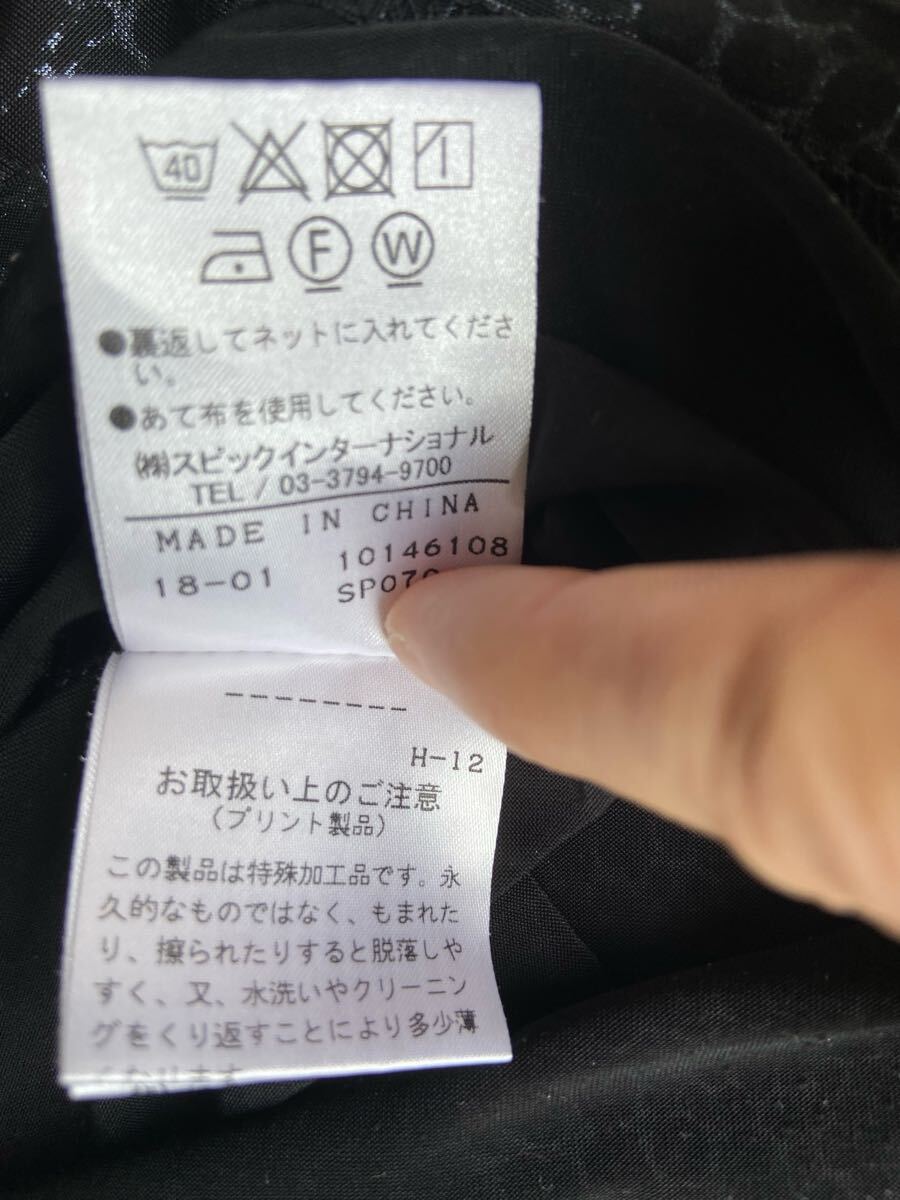 40
F W
●裏返してネットに入れてくださ
い。
●あて布を使用してください。
㈱スピックインターナショナル
TEL / 03-3794-9700
MADE IN CHINA
18-01 10146108
SP070
--------
H-12
お取扱い上のご注意
(プリント製品)
この製品は特殊加工品です。永
久的なものではなく、もまれた
り、擦られたりすると脱落しや
すく、又、水洗いやクリーニン
グをくり返すことにより多少薄
くなります